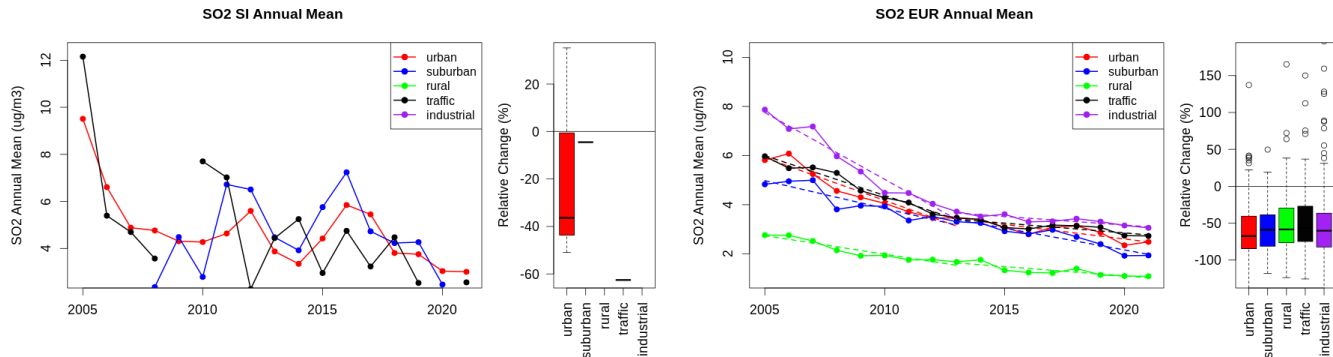 SO2 SI Annual Mean
SO2 Annual Mean (ug/m3)
12
10
8
6
4
2005 2010 2015 2020
urban
suburban
rural
traffic
industrial
Relative Change (%)
20
0
-20
-40
-60
urban
suburban
rural
traffic
industrial
SO2 EUR Annual Mean
SO2 Annual Mean (ug/m3)
10
8
6
4
2
2005 2010 2015 2020
urban
suburban
rural
traffic
industrial
Relative Change (%)
150
100
50
0
-50
-100
urban
suburban
rural
traffic
industrial